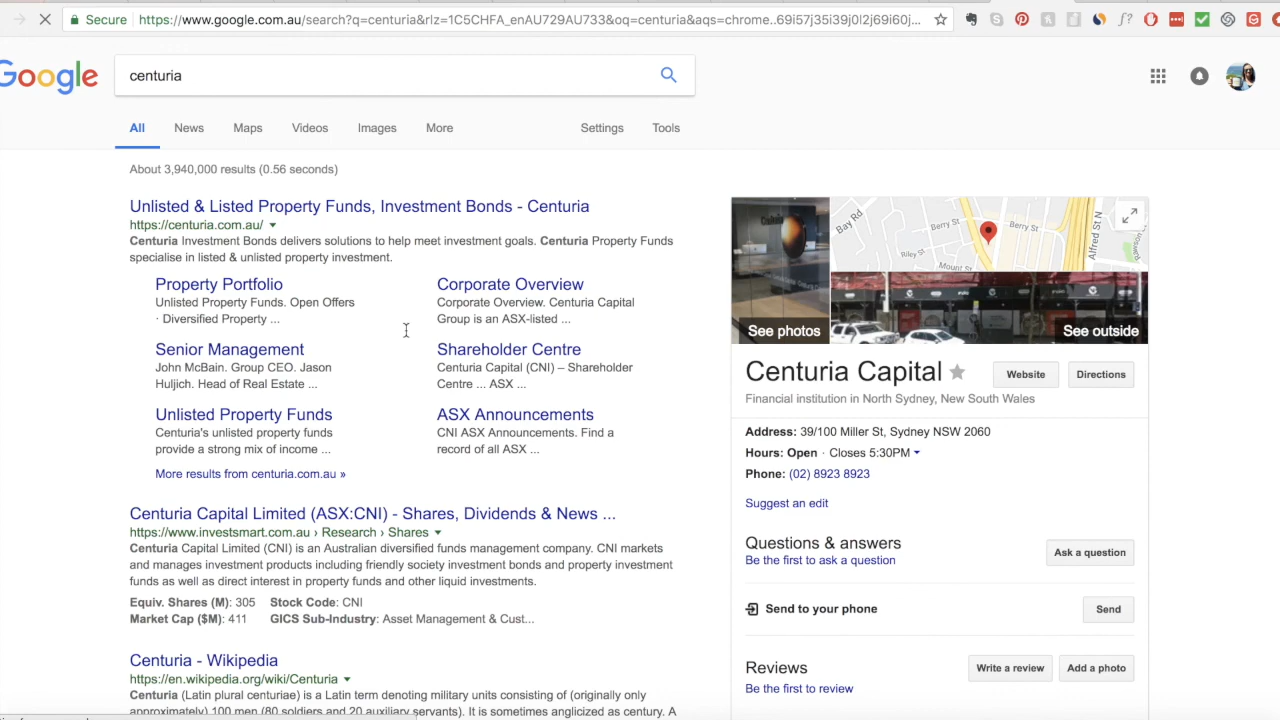 Secure https://www.google.com.au/search?q=centuria&rlz=1C5CHFA_enAU729AU733&oq=centuria&aqs=chrome..69i57j35i39j0l2j69i60j...
Google
centuria
All News Maps Videos Images More Settings Tools
About 3,940,000 results (0.56 seconds)
Unlisted & Listed Property Funds, Investment Bonds - Centuria
https://centuria.com.au/
Centuria Investment Bonds delivers solutions to help meet investment goals. Centuria Property Funds
specialise in listed & unlisted property investment.
Property Portfolio
Unlisted Property Funds. Open Offers
· Diversified Property ...
Corporate Overview
Corporate Overview. Centuria Capital
Group is an ASX-listed ...
Senior Management
John McBain. Group CEO. Jason
Huljich. Head of Real Estate ...
Shareholder Centre
Centuria Capital (CNI) – Shareholder
Centre ... ASX ...
Unlisted Property Funds
Centuria's unlisted property funds
provide a strong mix of income ...
ASX Announcements
CNI ASX Announcements. Find a
record of all ASX ...
More results from centuria.com.au »
Centuria Capital Limited (ASX:CNI) - Shares, Dividends & News ...
https://www.investsmart.com.au › Research › Shares
Centuria Capital Limited (CNI) is an Australian diversified funds management company. CNI markets
and manages investment products including friendly society investment bonds and property investment
funds as well as direct interest in property funds and other liquid investments.
Equiv. Shares (M): 305 Stock Code: CNI
Market Cap ($M): 411 GICS Sub-Industry: Asset Management & Cust...
Centuria - Wikipedia
https://en.wikipedia.org/wiki/Centuria
Centuria (Latin plural centuriae) is a Latin term denoting military units consisting of (originally only
approximately) 100 men (80 soldiers and 20 auxiliary servants). It is sometimes anglicized as century. A
Bay Rd
Berry St
Berry St
Riley St
Mount St
Alfred St N
See photos
See outside
Centuria Capital
Website
Directions
Financial institution in North Sydney, New South Wales
Address: 39/100 Miller St, Sydney NSW 2060
Hours: Open · Closes 5:30PM
Phone: (02) 8923 8923
Suggest an edit
Questions & answers
Be the first to ask a question
Ask a question
Send to your phone
Send
Reviews
Be the first to review
Write a review
Add a photo